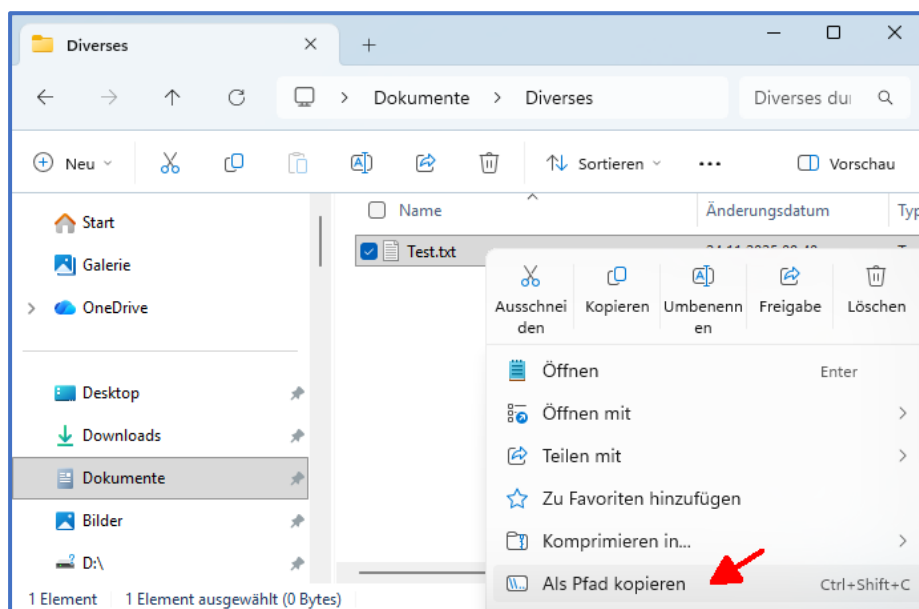 Diverses
Dokumente > Diverses
Diverses du
Neu
Sortieren
Vorschau
Name
Änderungsdatum
Typ
Start
Test.txt
Galerie
OneDrive
Ausschnei
den
Kopieren
Umbenenn
en
Freigabe
Löschen
Öffnen
Enter
Öffnen mit
Teilen mit
Zu Favoriten hinzufügen
Komprimieren in...
Als Pfad kopieren
Ctrl+Shift+C
Desktop
Downloads
Dokumente
Bilder
D:\
1 Element
1 Element ausgewählt (0 Bytes)